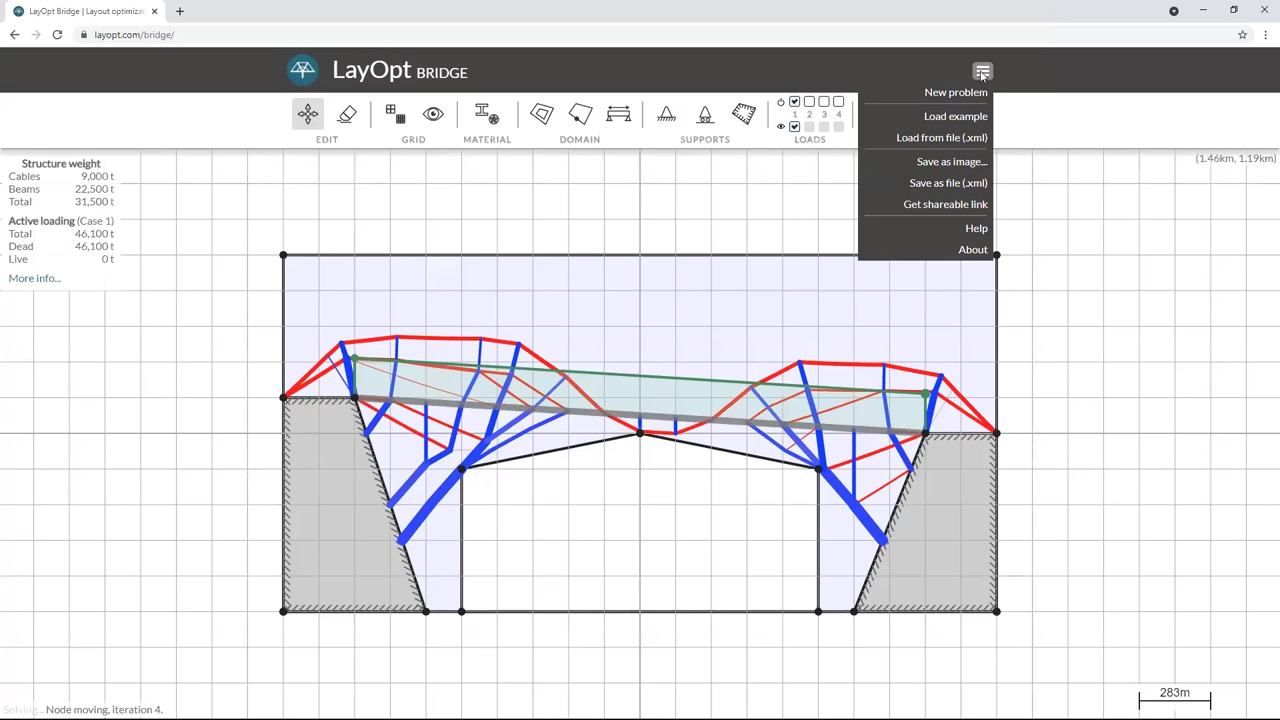 LayOpt Bridge | Layout optimiza
layopt.com/bridge/
LayOpt BRIDGE
EDIT
GRID
MATERIAL
DOMAIN
SUPPORTS
1 2 3 4
LOADS
New problem
Load example
Load from file (.xml)
Save as image...
Save as file (.xml)
Get shareable link
Help
About
(1.46km, 1.19km)
Structure weight
Cables 9,000 t
Beams 22,500 t
Total 31,500 t
Active loading (Case 1)
Total 46,100 t
Dead 46,100 t
Live 0 t
More info...
283m
Solving... Node moving, iteration 4.